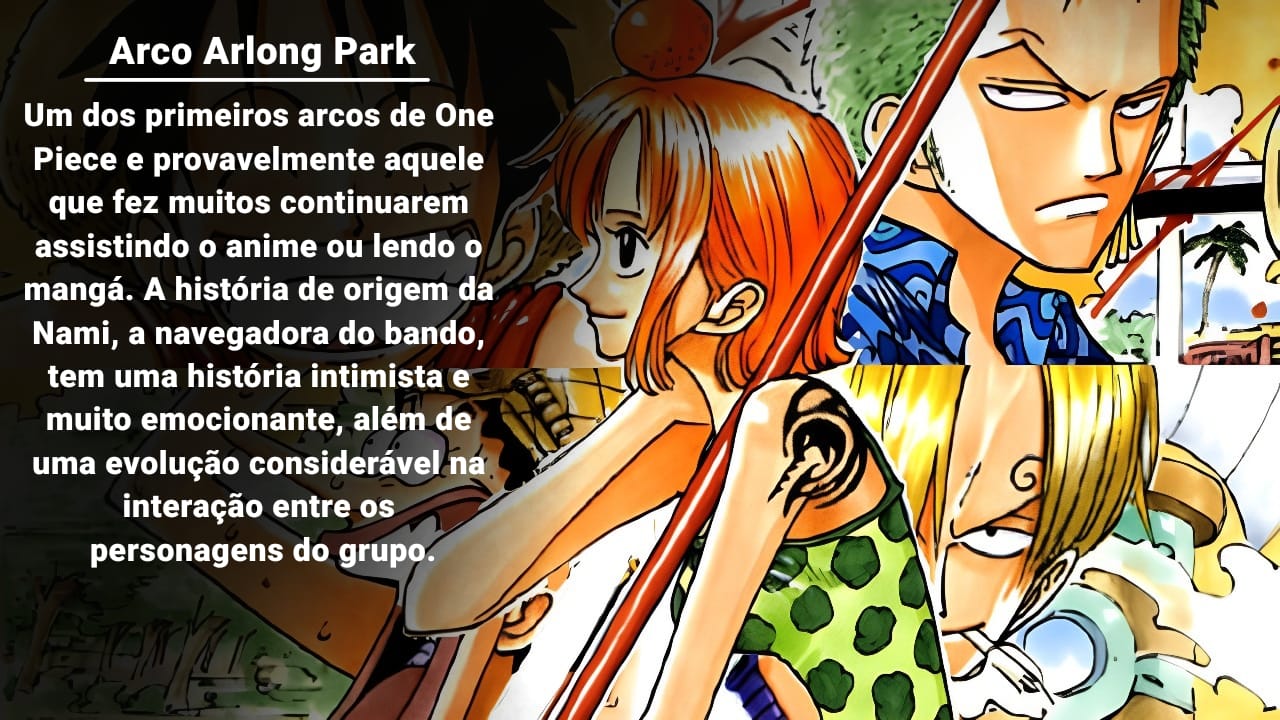 Arco Arlong Park
Um dos primeiros arcos de One
Piece e provavelmente aquele
que fez muitos continuarem
assistindo o anime ou lendo o
mangá. A história de origem da
Nami, a navegadora do bando,
tem uma história intimista e
muito emocionante, além de
uma evolução considerável na
interação entre os
personagens do grupo.